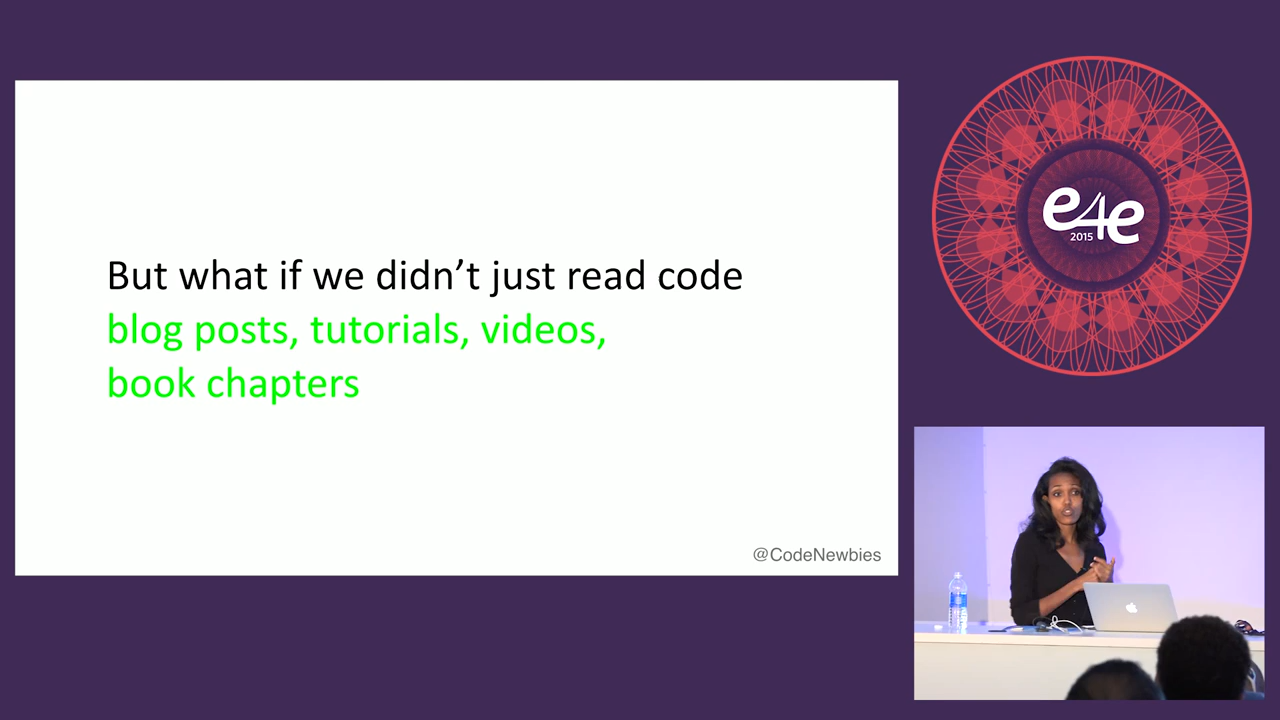 But what if we didn’t just read code
blog posts, tutorials, videos,
book chapters
@CodeNewbies
e4e
2015